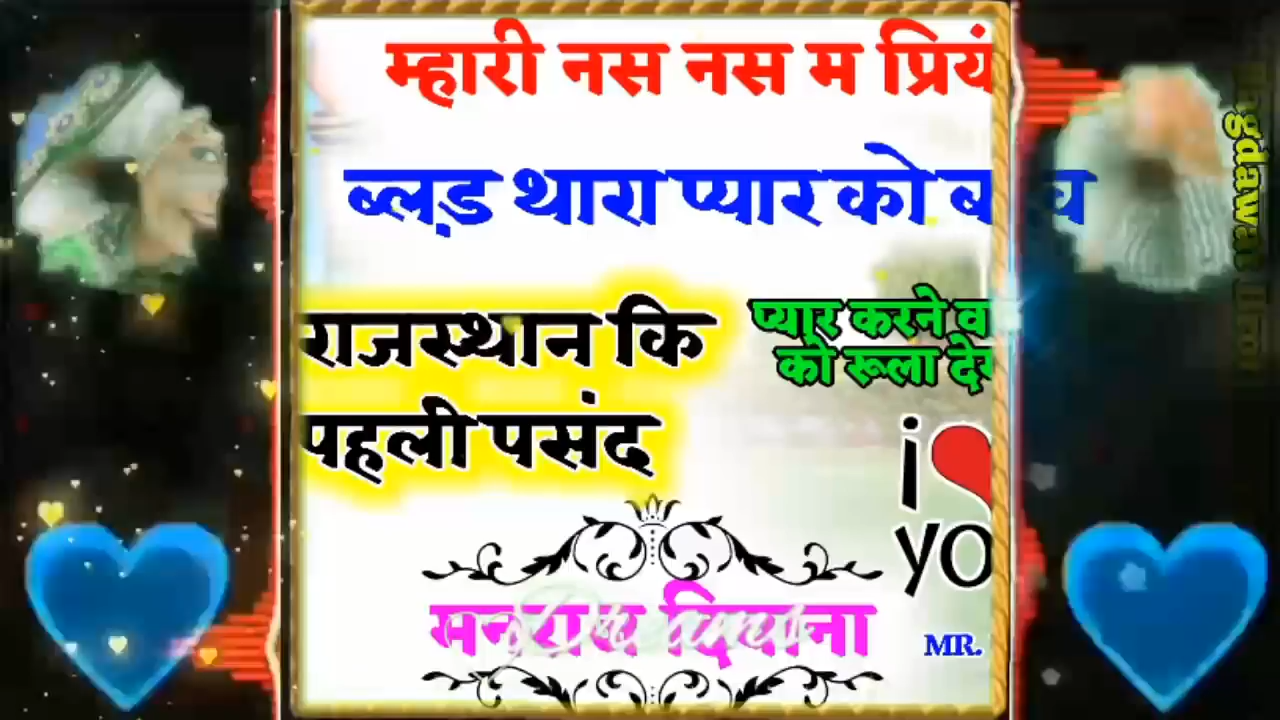 म्हारी नस नस म
ब्लड थारा प्यार को
राजस्थान कि
पहली पसंद
प्यार करने
को रूला
i
yo
दिवाना
MR.